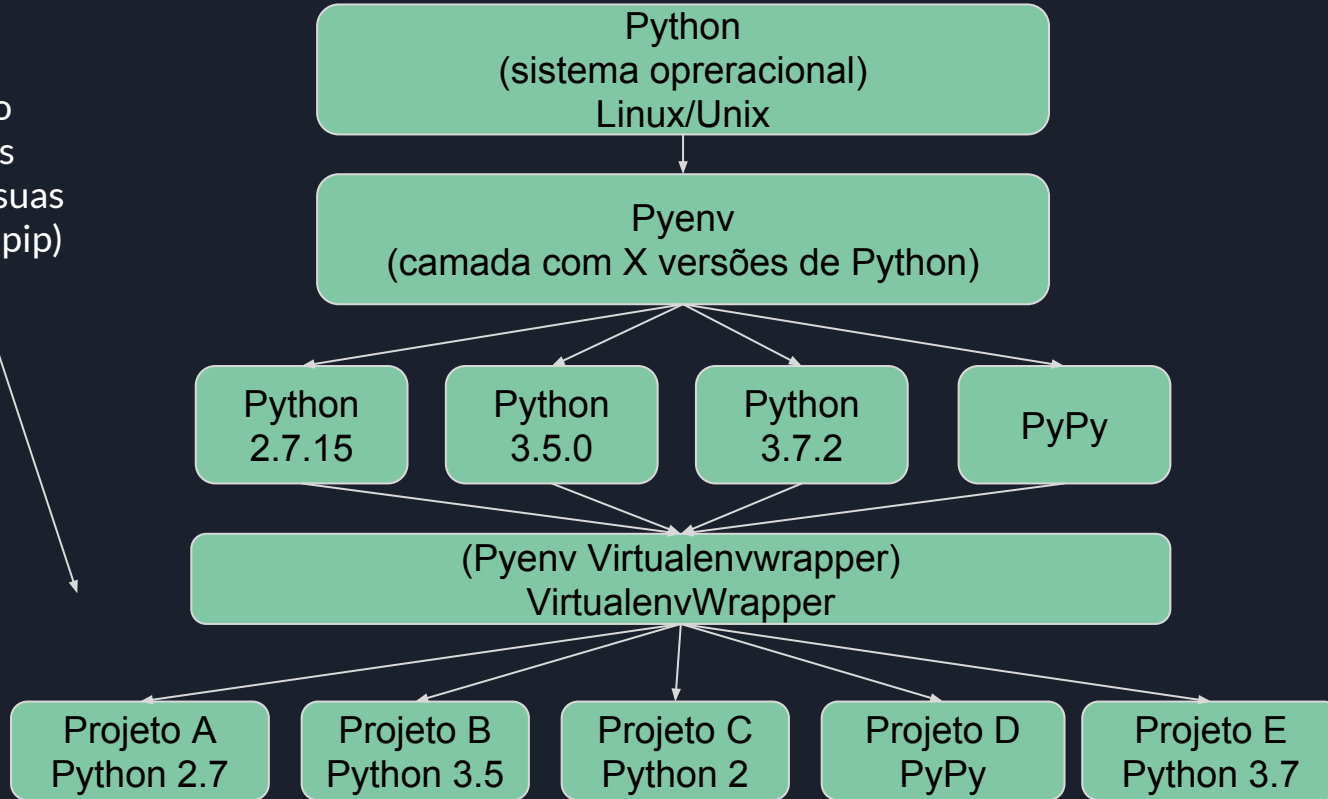 Python
(sistema opreracional)
Linux/Unix
o
s
suas
pip)
Pyenv
(camada com X versões de Python)
Python
2.7.15
Python
3.5.0
Python
3.7.2
PyPy
(Pyenv Virtualenvwrapper)
VirtualenvWrapper
Projeto A
Python 2.7
Projeto B
Python 3.5
Projeto C
Python 2
Projeto D
PyPy
Projeto E
Python 3.7